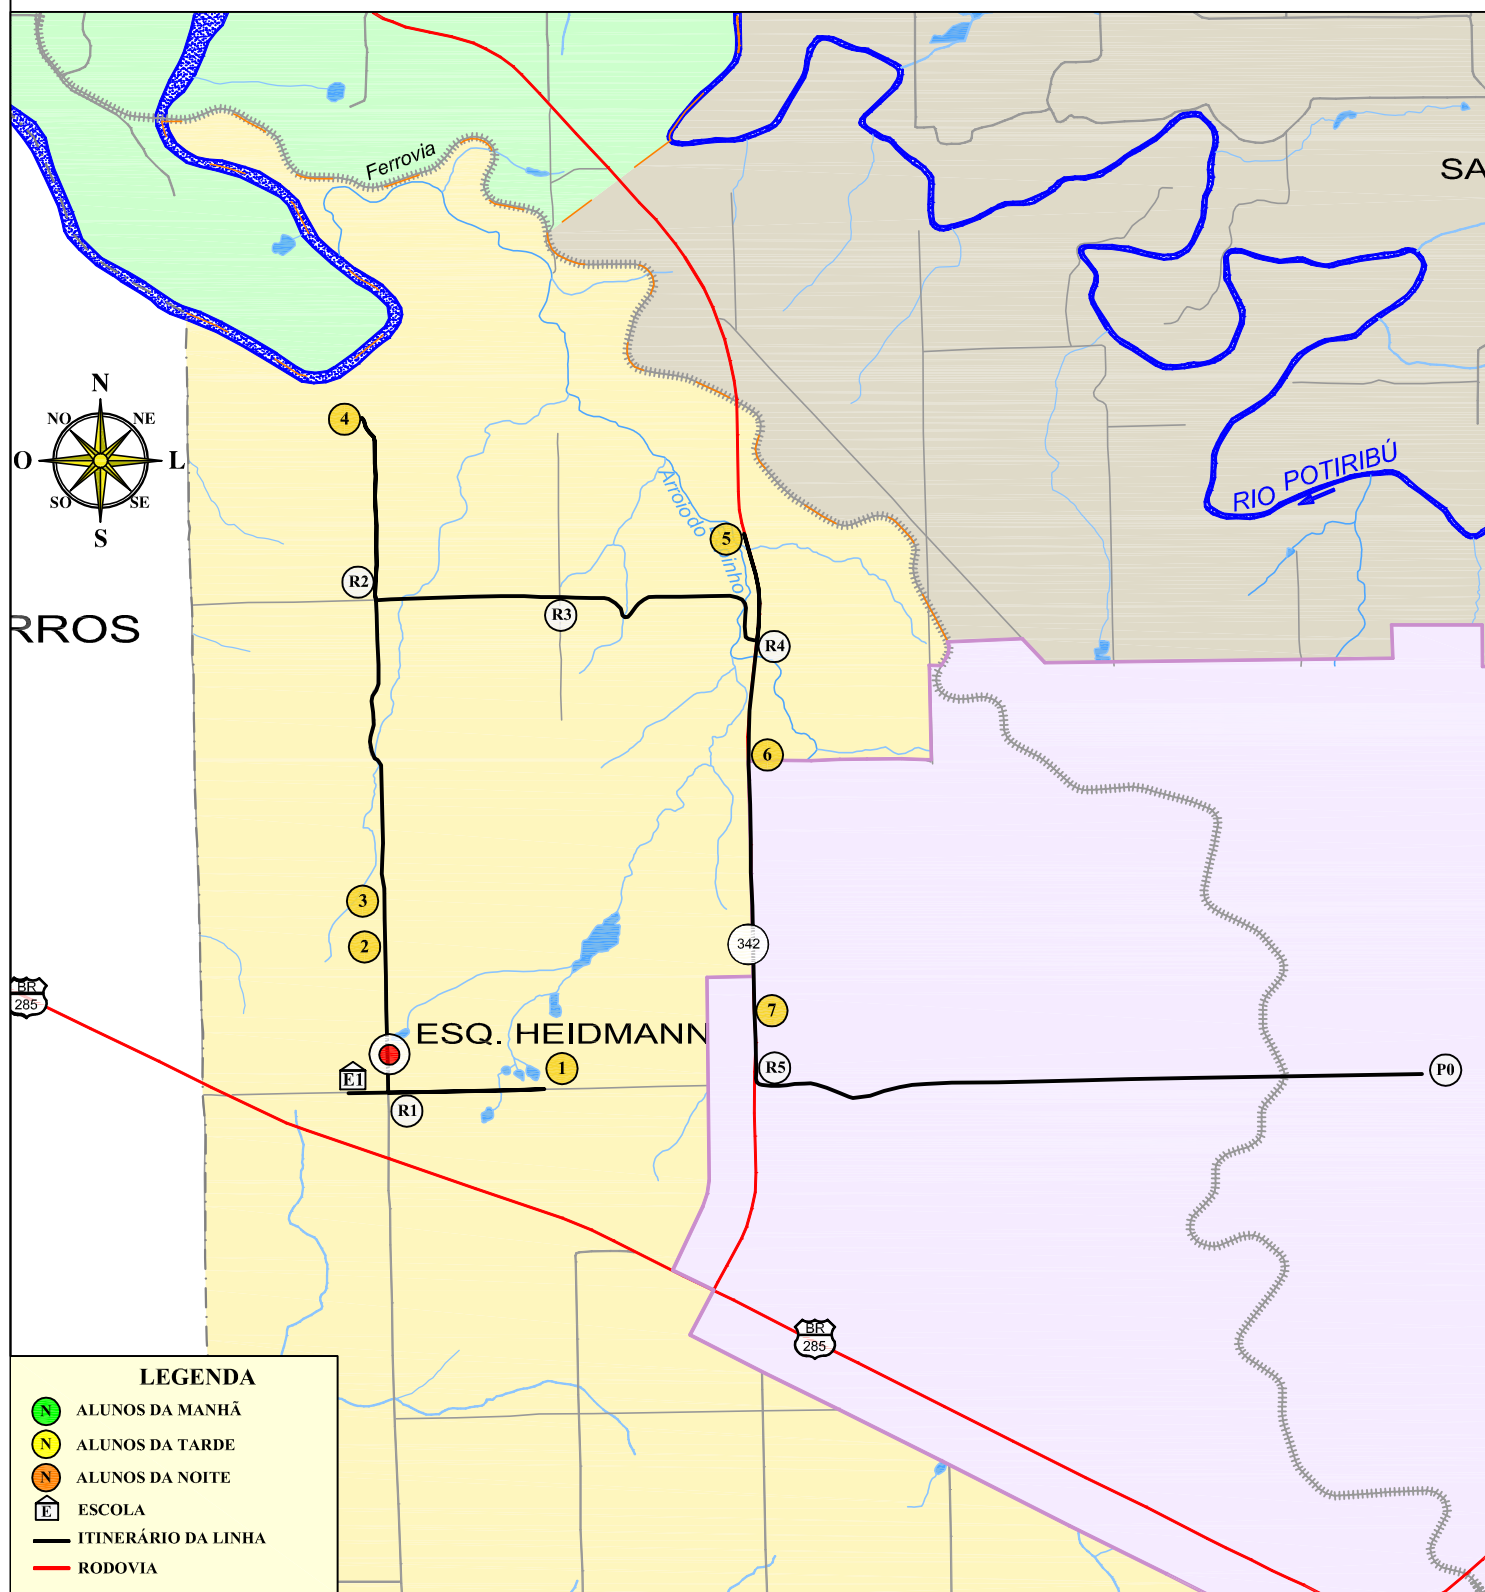 Ferrovia
SA
N
NO
NE
O
L
SO
SE
S
4
RIO POTIRIBÚ
Arroio do
inho
5
R2
R3
RROS
R4
6
3
2
342
BR
285
7
ESQ. HEIDMANN
1
E1
R5
P0
R1
BR
285
LEGENDA
N ALUNOS DA MANHÃ
N ALUNOS DA TARDE
N ALUNOS DA NOITE
E ESCOLA
ITINERÁRIO DA LINHA
RODOVIA